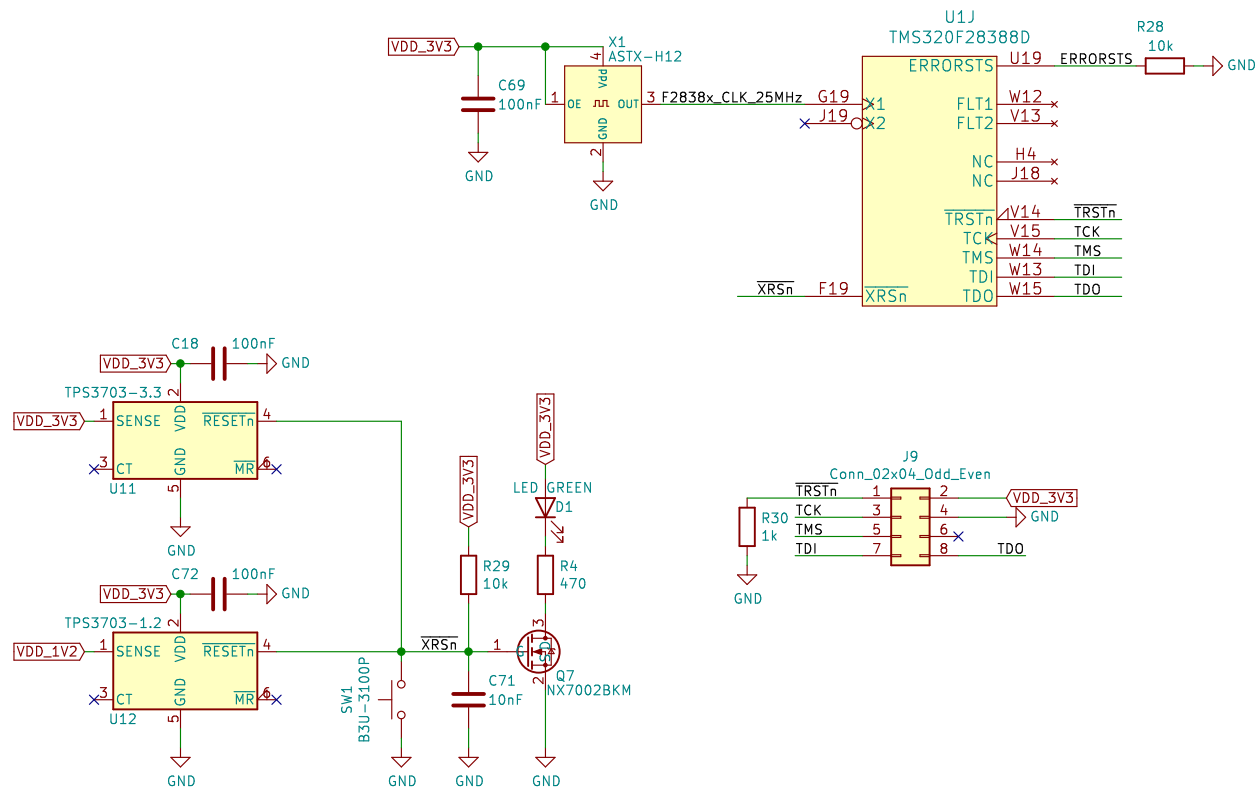 U1J
TMS320F28388D
ERRORSTS
U19
ERRORSTS
R28
10k
GND
X1
G19
X2
J19
FLT1
W12
FLT2
V13
NC
H4
NC
J18
TRSTn
V14
TRSTn
TCK
V15
TCK
TMS
W14
TMS
TDI
W13
TDI
TDO
W15
TDO
XRSn
F19
XRSn
VDD_3V3
C69
100nF
GND
X1
ASTX-H12
4
Vdd
1
OE
OUT
3
F2838x_CLK_25MHz
GND
2
GND
C18
100nF
VDD_3V3
GND
TPS3703-3.3
2
VDD_3V3
1
SENSE
VDD
RESETn
4
3
CT
GND
MR
6
U11
5
GND
C72
100nF
VDD_3V3
GND
TPS3703-1.2
2
VDD_1V2
1
SENSE
VDD
RESETn
4
3
CT
GND
MR
6
U12
5
GND
XRSn
SW1
B3U-3100P
GND
VDD_3V3
R29
10k
C71
10nF
GND
VDD_3V3
LED GREEN
D1
R4
470
3
1
G
D
S
2
Q7
NX7002BKM
GND
J9
Conn_02x04_Odd_Even
TRSTn
1
2
VDD_3V3
TCK
3
4
GND
TMS
5
6
TDI
7
8
TDO
R30
1k
GND